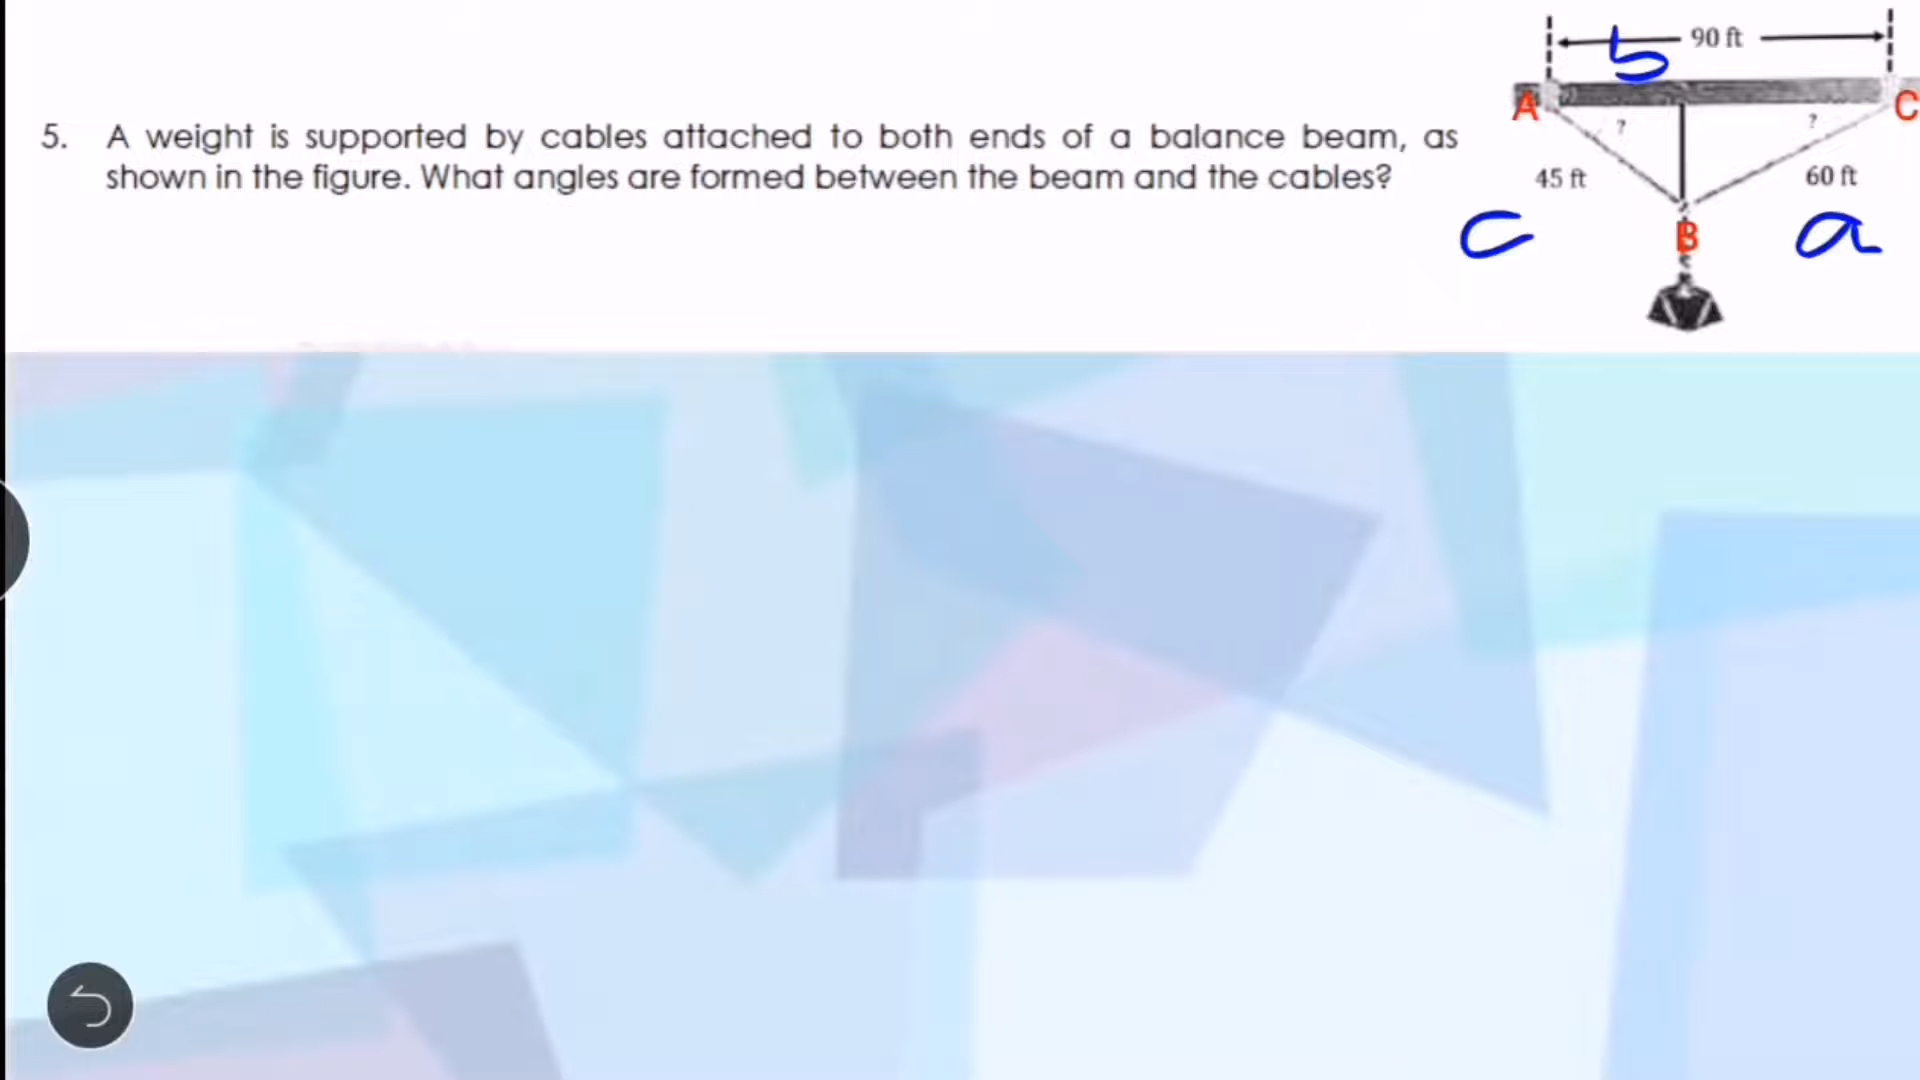 90 ft
b
A
C
5. A weight is supported by cables attached to both ends of a balance beam, as
? ?
shown in the figure. What angles are formed between the beam and the cables?
45 ft
60 ft
c
B
a